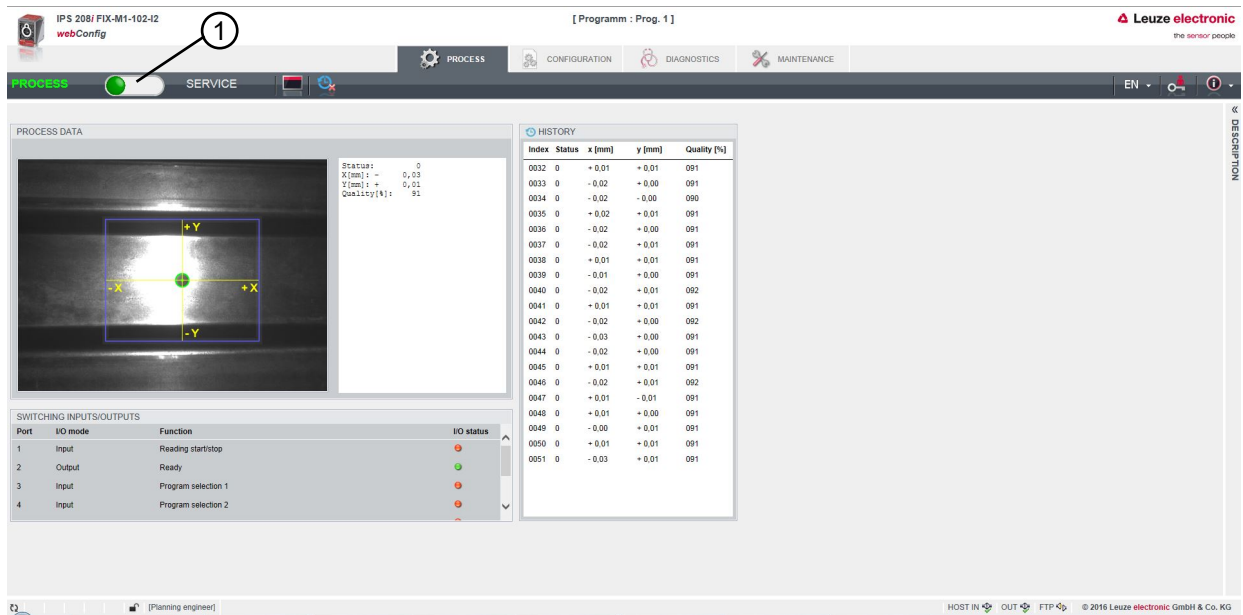 IPS 208i FIX-M1-102-I2
webConfig
1
[ Programm : Prog. 1 ]
Leuze electronic
the sensor people
PROCESS
CONFIGURATION
DIAGNOSTICS
MAINTENANCE
PROCESS
SERVICE
EN
DESCRIPTION
PROCESS DATA
+ Y
- X
+ X
- Y
Status: 0
X[mm]: - 0,03
Y[mm]: + 0,01
Quality[%]: 91
SWITCHING INPUTS/OUTPUTS
Port I/O mode Function I/O status
1 Input Reading start/stop
2 Output Ready
3 Input Program selection 1
4 Input Program selection 2
HISTORY
Index Status x [mm] y [mm] Quality [%]
0032 0 + 0,01 + 0,01 091
0033 0 - 0,02 + 0,00 091
0034 0 - 0,02 - 0,00 090
0035 0 + 0,02 + 0,01 091
0036 0 - 0,02 + 0,00 091
0037 0 - 0,02 + 0,01 091
0038 0 + 0,01 + 0,01 091
0039 0 - 0,01 + 0,00 091
0040 0 - 0,02 + 0,01 092
0041 0 + 0,01 + 0,01 091
0042 0 - 0,02 + 0,00 092
0043 0 - 0,03 + 0,00 091
0044 0 - 0,02 + 0,00 091
0045 0 + 0,01 + 0,01 091
0046 0 - 0,02 + 0,01 092
0047 0 + 0,01 - 0,01 091
0048 0 + 0,01 + 0,00 091
0049 0 - 0,00 + 0,01 091
0050 0 + 0,01 + 0,01 091
0051 0 - 0,03 + 0,01 091
[Planning engineer]
HOST IN OUT FTP © 2016 Leuze electronic GmbH & Co. KG